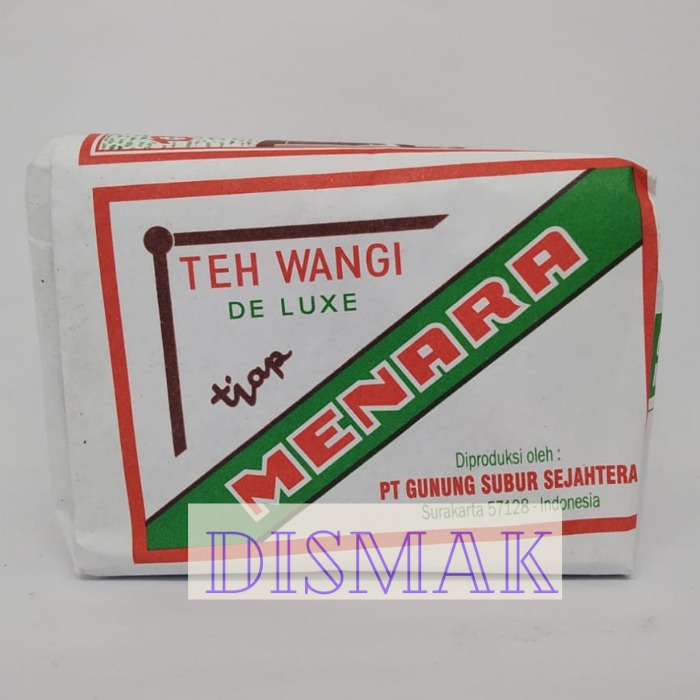 TEH WANGI
DE LUXE
tjap
MENARA
Diproduksi oleh :
PT GUNUNG SUBUR SEJAHTERA
Surakarta 57128 - Indonesia
DISMAK